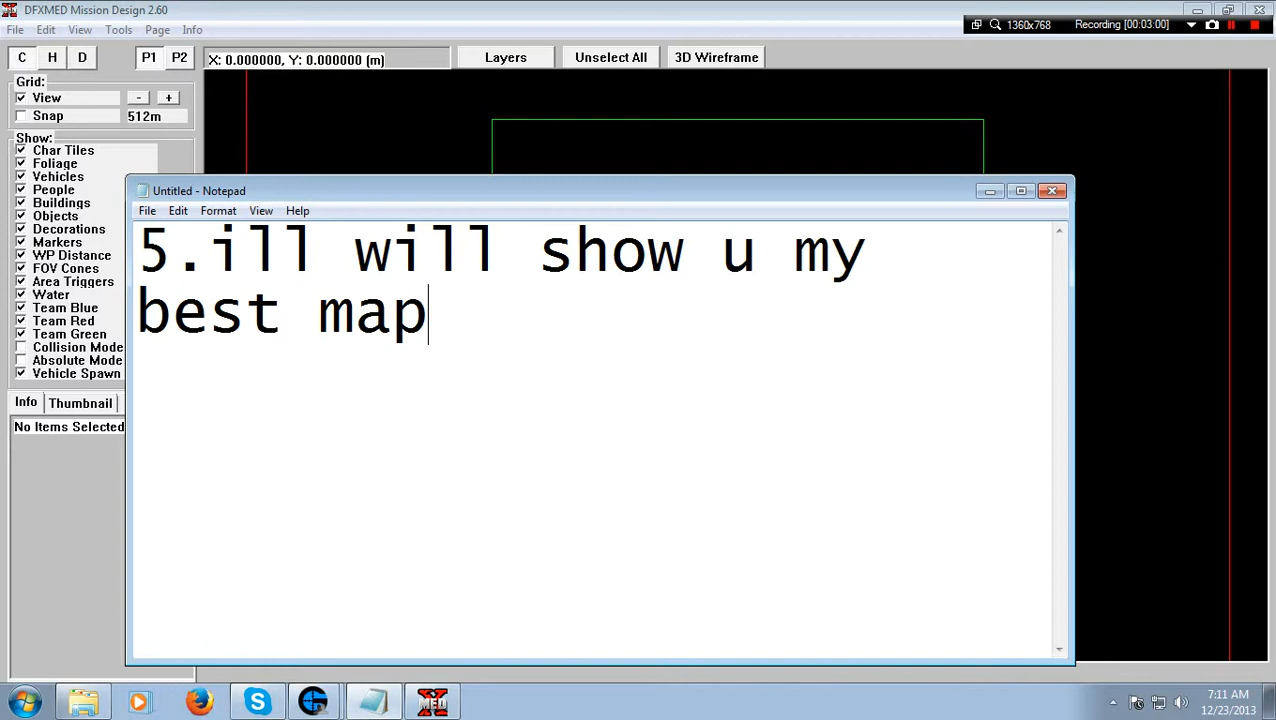 DFXMED Mission Design 2.60
File Edit View Tools Page Info
1360x768 Recording [00:03:00]
C H D P1 P2 X: 0.000000, Y: 0.000000 (m) Layers Unselect All 3D Wireframe
Grid:
View - +
Snap 512m
Show:
Char Tiles
Foliage
Vehicles
People
Buildings
Objects
Decorations
Markers
WP Distance
FOV Cones
Area Triggers
Water
Team Blue
Team Red
Team Green
Collision Mode
Absolute Mode
Vehicle Spawn
Info Thumbnail
No Items Selected
Untitled - Notepad
File Edit Format View Help
5.ill will show u my
best map
MED
7:11 AM
12/23/2013